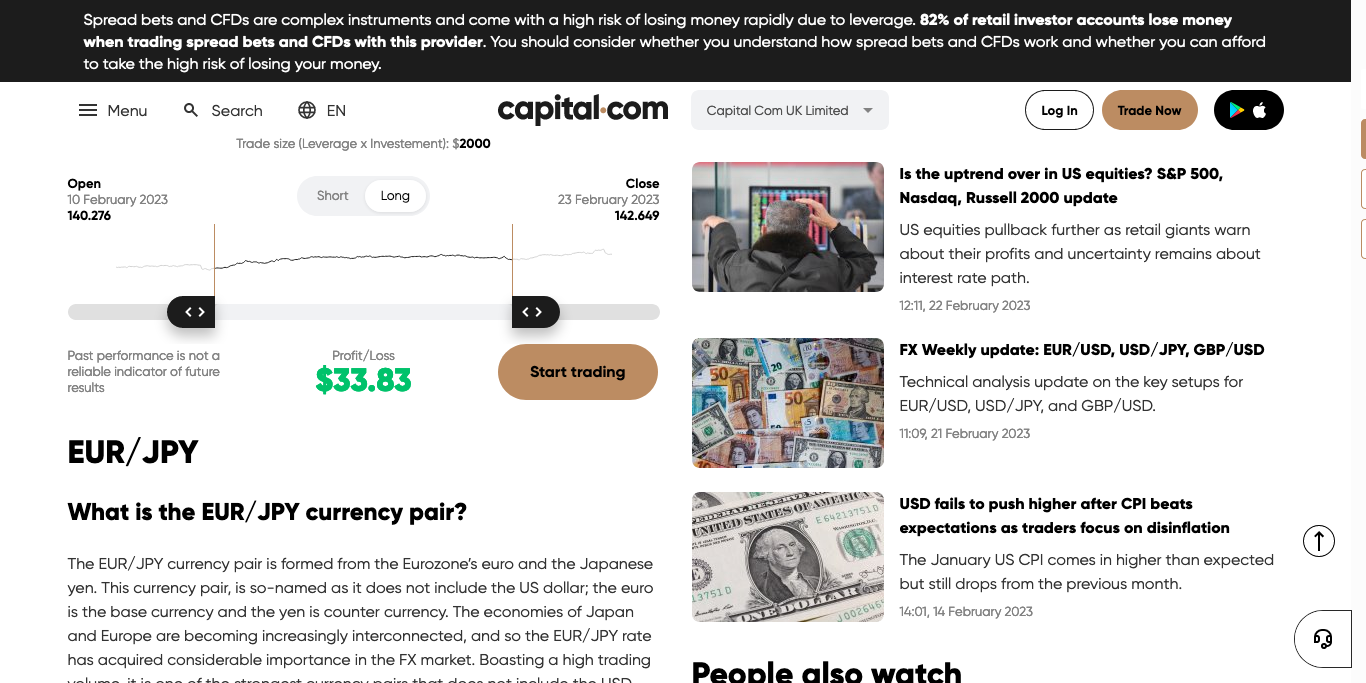 Spread bets and CFDs are complex instruments and come with a high risk of losing money rapidly due to leverage. 82% of retail investor accounts lose money
when trading spread bets and CFDs with this provider. You should consider whether you understand how spread bets and CFDs work and whether you can afford
to take the high risk of losing your money.
Menu
Search
EN
capital.com
Capital Com UK Limited
Log In
Trade Now
Trade size (Leverage x Investement): $2000
Open
10 February 2023
140.276
Short
Long
Close
23 February 2023
142.649
Past performance is not a
reliable indicator of future
results
Profit/Loss
$33.83
Start trading
EUR/JPY
What is the EUR/JPY currency pair?
The EUR/JPY currency pair is formed from the Eurozone's euro and the Japanese
yen. This currency pair, is so-named as it does not include the US dollar; the euro
is the base currency and the yen is counter currency. The economies of Japan
and Europe are becoming increasingly interconnected, and so the EUR/JPY rate
has acquired considerable importance in the FX market. Boasting a high trading
volume, it is one of the strongest currency pairs that does not include the USD
Is the uptrend over in US equities? S&P 500,
Nasdaq, Russell 2000 update
US equities pullback further as retail giants warn
about their profits and uncertainty remains about
interest rate path.
12:11, 22 February 2023
FX Weekly update: EUR/USD, USD/JPY, GBP/USD
Technical analysis update on the key setups for
EUR/USD, USD/JPY, and GBP/USD.
11:09, 21 February 2023
USD fails to push higher after CPI beats
expectations as traders focus on disinflation
The January US CPI comes in higher than expected
but still drops from the previous month.
14:01, 14 February 2023
People also watch